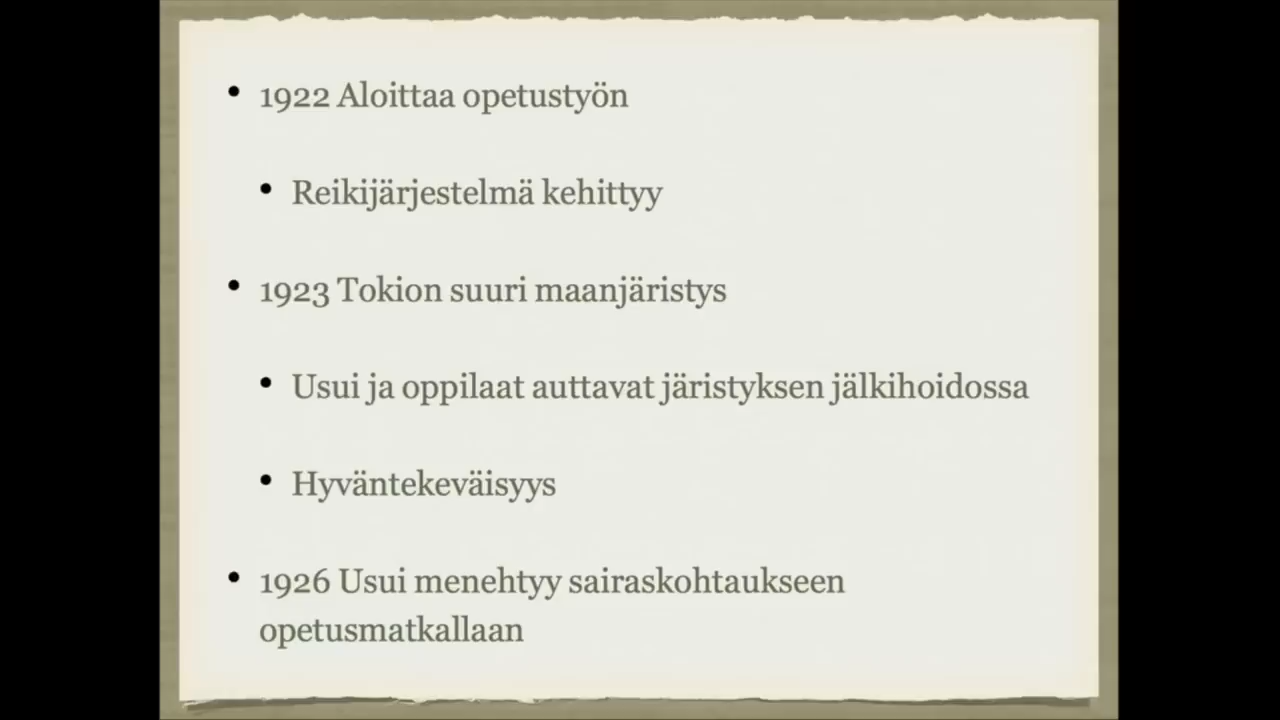 • 1922 Aloittaa opetustyön
• Reikijärjestelmä kehittyy
• 1923 Tokion suuri maanjäristys
• Usui ja oppilaat auttavat järistyksen jälkihoidossa
• Hyväntekeväisyys
• 1926 Usui menehtyy sairaskohtaukseen
opetusmatkallaan